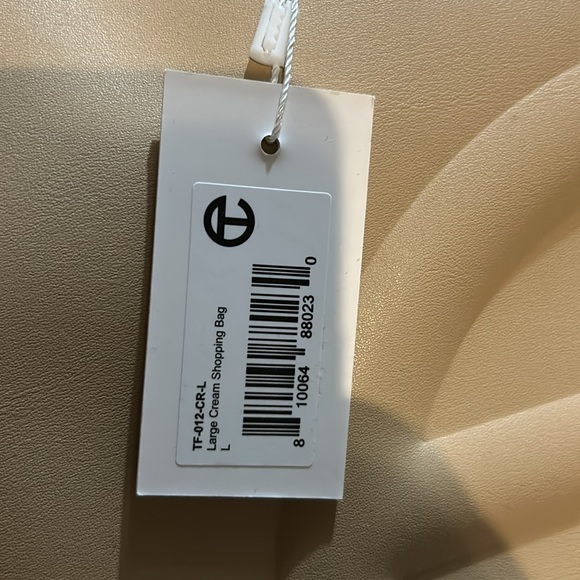 TF-012-CR-L
Large Cream Shopping Bag
L
8 10064 88023 0